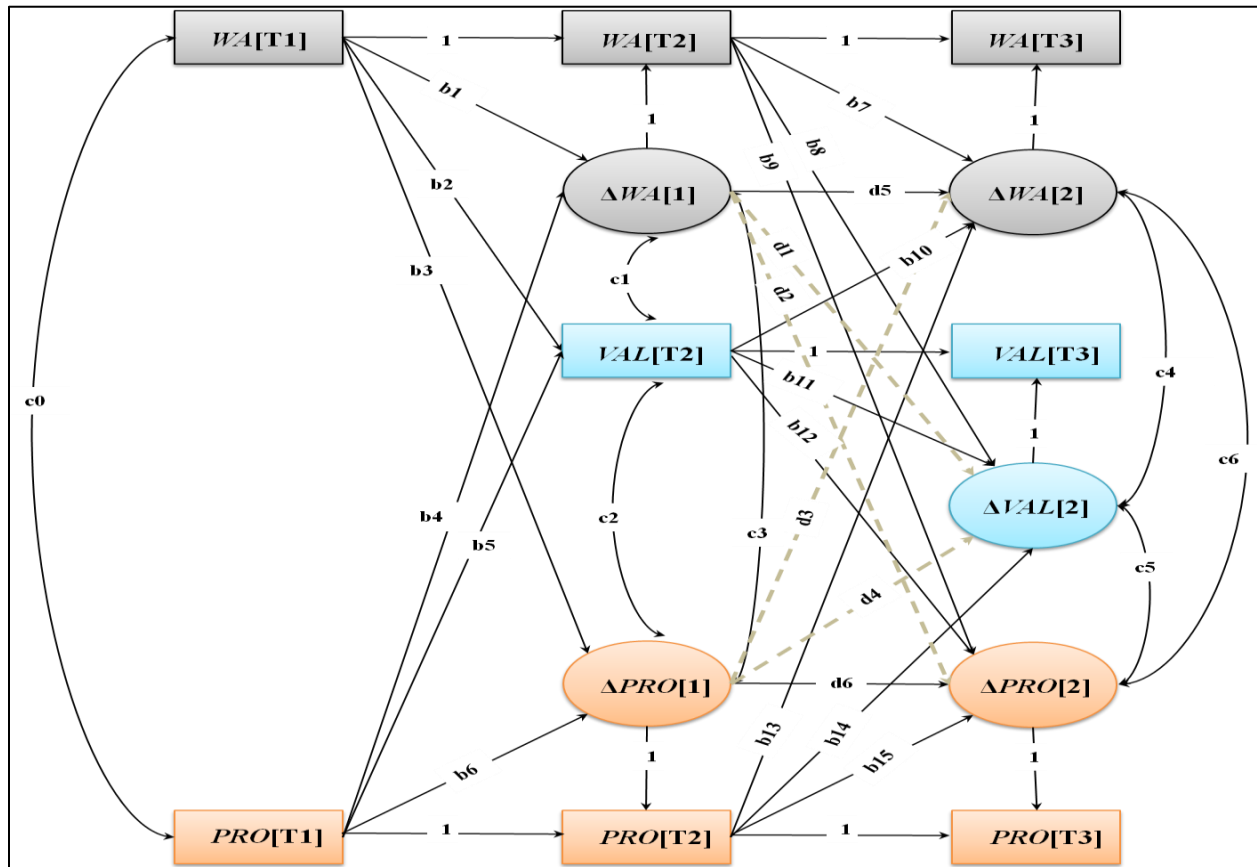 WA[T1]
1
WA[T2]
1
WA[T3]
b1
1
b7
1
b2
b8
b9
ΔWA[1]
d5
ΔWA[2]
b3
c1
d1
b10
d2
VAL[T2]
1
VAL[T3]
c0
b11
c4
b12
1
c6
b4
b5
c2
c3
d3
ΔVAL[2]
c5
d4
ΔPRO[1]
d6
ΔPRO[2]
b6
1
b13
b14
b15
1
PRO[T1]
1
PRO[T2]
1
PRO[T3]